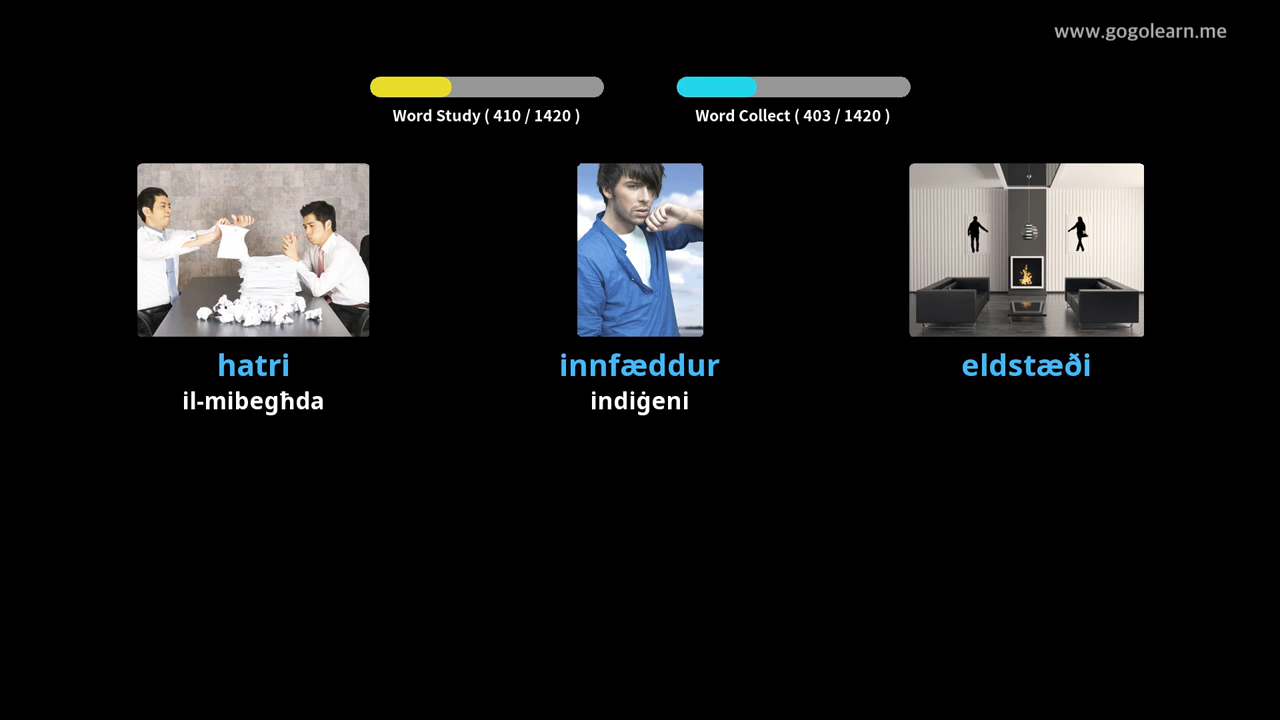 www.gogolearn.me
Word Study ( 410 / 1420 )
Word Collect ( 403 / 1420 )
hatri
innfæddur
eldstæði
il-mibegħda
indiġeni